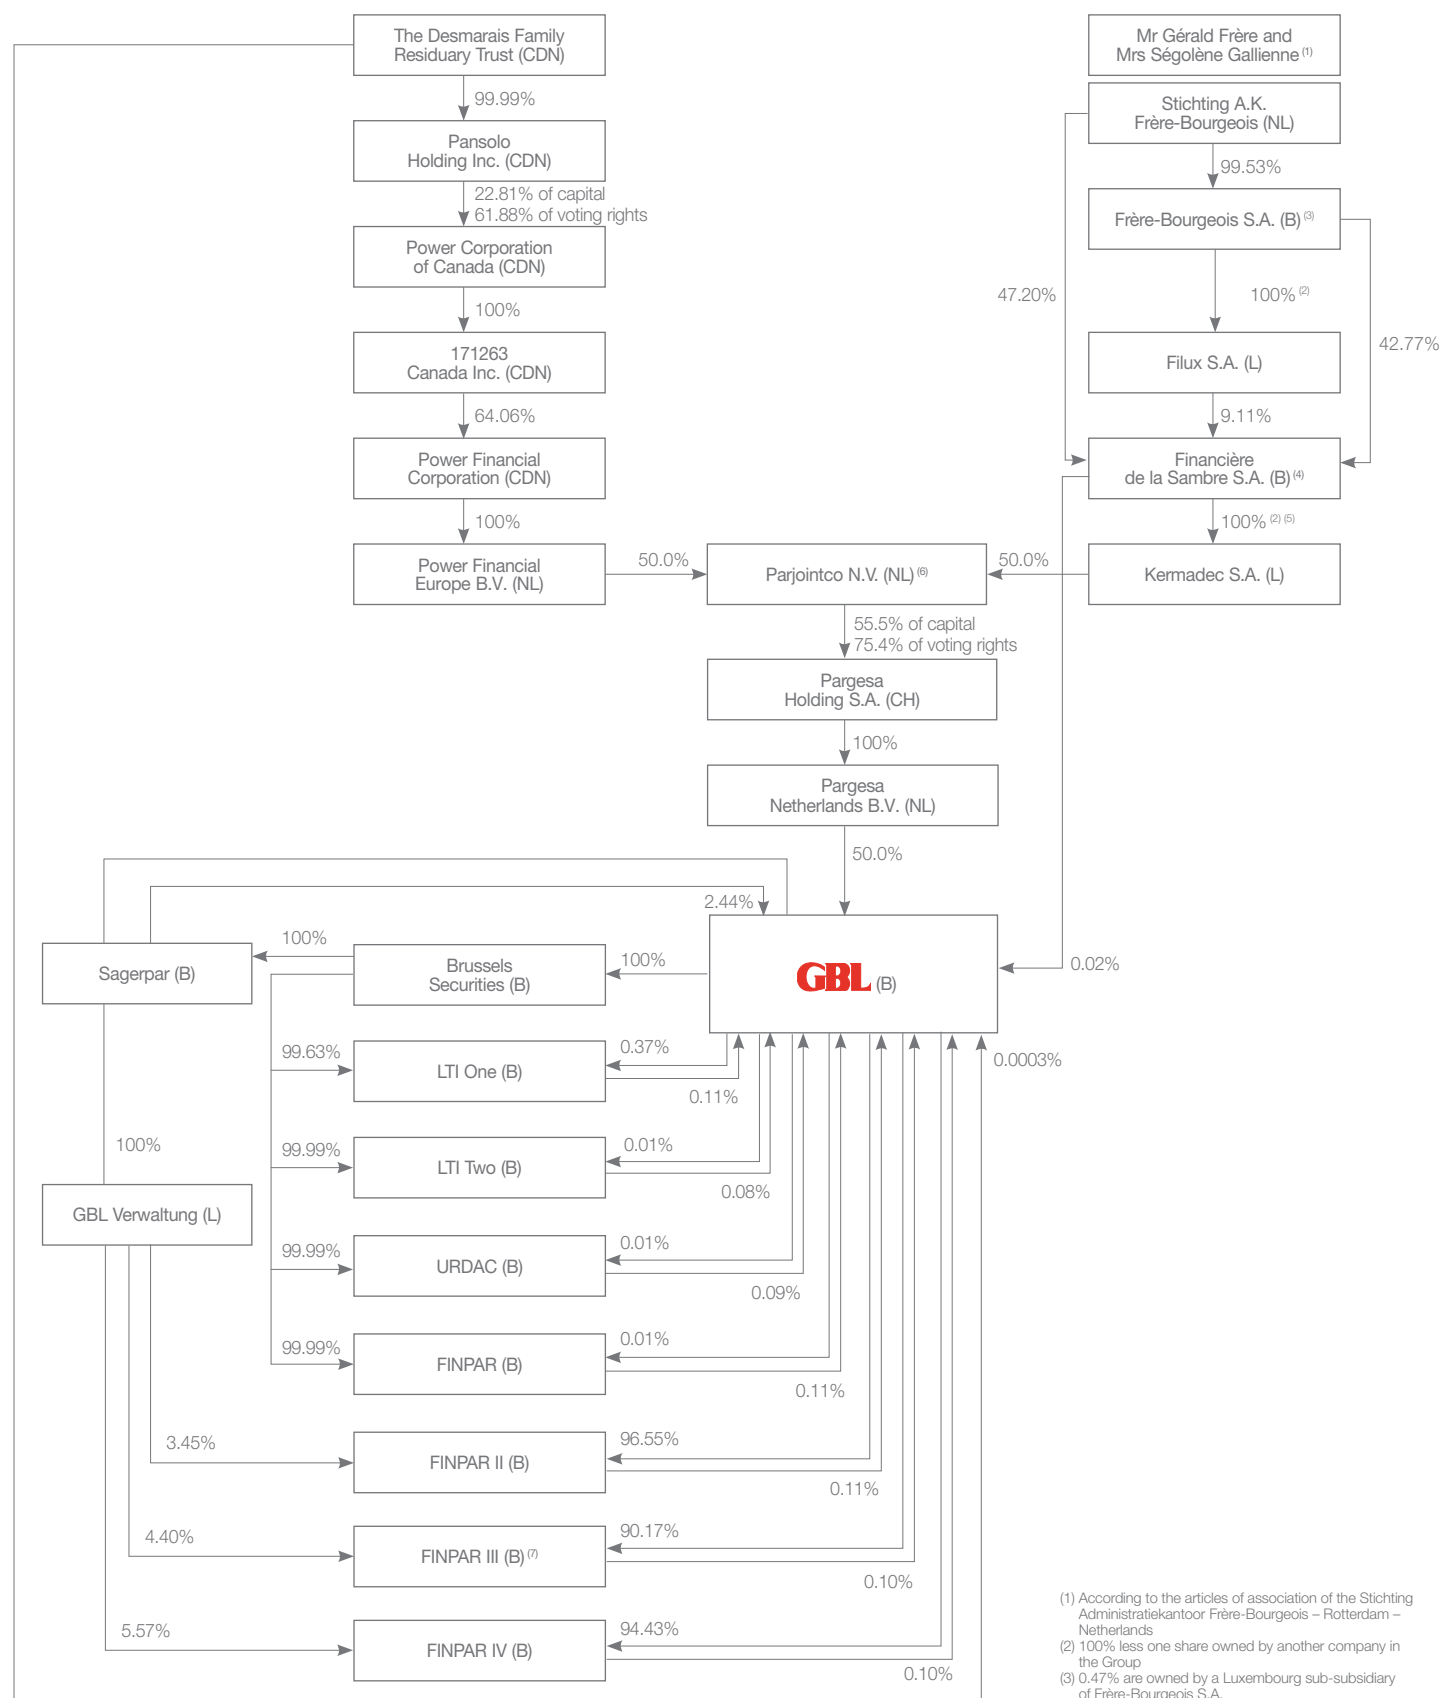 The Desmarais Family
Residuary Trust (CDN)
99.99%
Pansolo
Holding Inc. (CDN)
22.81% of capital
61.88% of voting rights
Power Corporation
of Canada (CDN)
100%
171263
Canada Inc. (CDN)
64.06%
Power Financial
Corporation (CDN)
100%
Power Financial
Europe B.V. (NL)
50.0%
Mr Gérald Frère and
Mrs Ségolène Gallienne (1)
Stichting A.K.
Frère-Bourgeois (NL)
99.53%
Frère-Bourgeois S.A. (B) (3)
47.20%
100% (2)
42.77%
Filux S.A. (L)
9.11%
Financière
de la Sambre S.A. (B) (4)
100% (2) (5)
Kermadec S.A. (L)
50.0%
Parjointco N.V. (NL) (6)
55.5% of capital
75.4% of voting rights
Pargesa
Holding S.A. (CH)
100%
Pargesa
Netherlands B.V. (NL)
50.0%
2.44%
GBL (B)
0.02%
100%
Brussels
Securities (B)
100%
Sagerpar (B)
99.63%
LTI One (B)
0.37%
0.11%
0.0003%
100%
99.99%
LTI Two (B)
0.01%
0.08%
GBL Verwaltung (L)
99.99%
URDAC (B)
0.01%
0.09%
99.99%
FINPAR (B)
0.01%
0.11%
3.45%
FINPAR II (B)
96.55%
0.11%
4.40%
FINPAR III (B) (7)
90.17%
0.10%
5.57%
FINPAR IV (B)
94.43%
0.10%
(1) According to the articles of association of the Stichting
Administratiekantoor Frère-Bourgeois – Rotterdam –
Netherlands
(2) 100% less one share owned by another company in
the Group
(3) 0.47% are owned by a Luxembourg sub-subsidiary
of Frère-Bourgeois S.A.